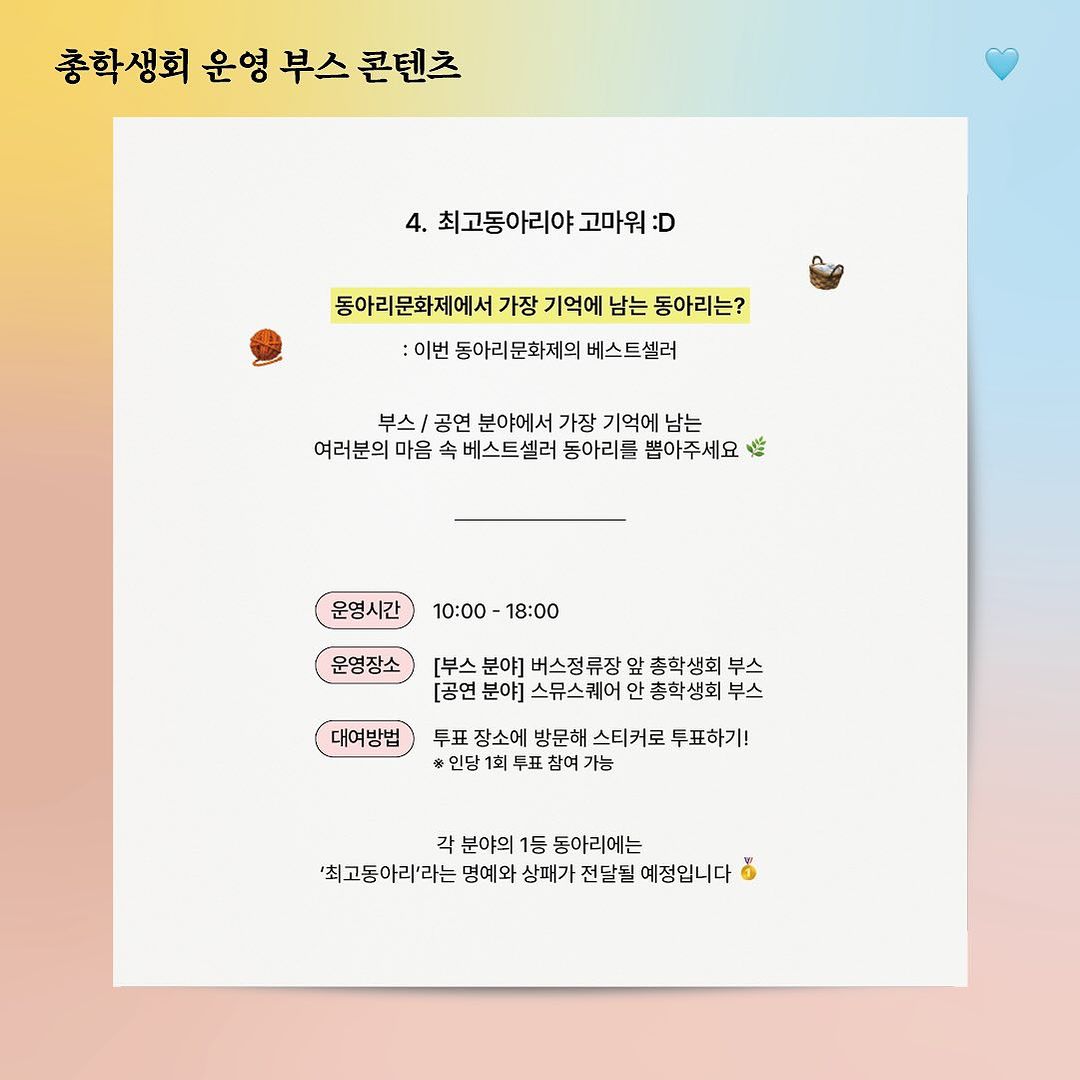 총학생회 운영 부스 콘텐츠
4. 최고동아리야 고마워 :D
동아리문화제에서 가장 기억에 남는 동아리는?
: 이번 동아리문화제의 베스트셀러
부스 / 공연 분야에서 가장 기억에 남는
여러분의 마음 속 베스트셀러 동아리를 뽑아주세요 🌿
운영시간 10:00 - 18:00
운영장소 [부스 분야] 버스정류장 앞 총학생회 부스
[공연 분야] 스뮤스퀘어 안 총학생회 부스
대여방법 투표 장소에 방문해 스티커로 투표하기!
※ 인당 1회 투표 참여 가능
각 분야의 1등 동아리에는
‘최고동아리’라는 명예와 상패가 전달될 예정입니다 🏅